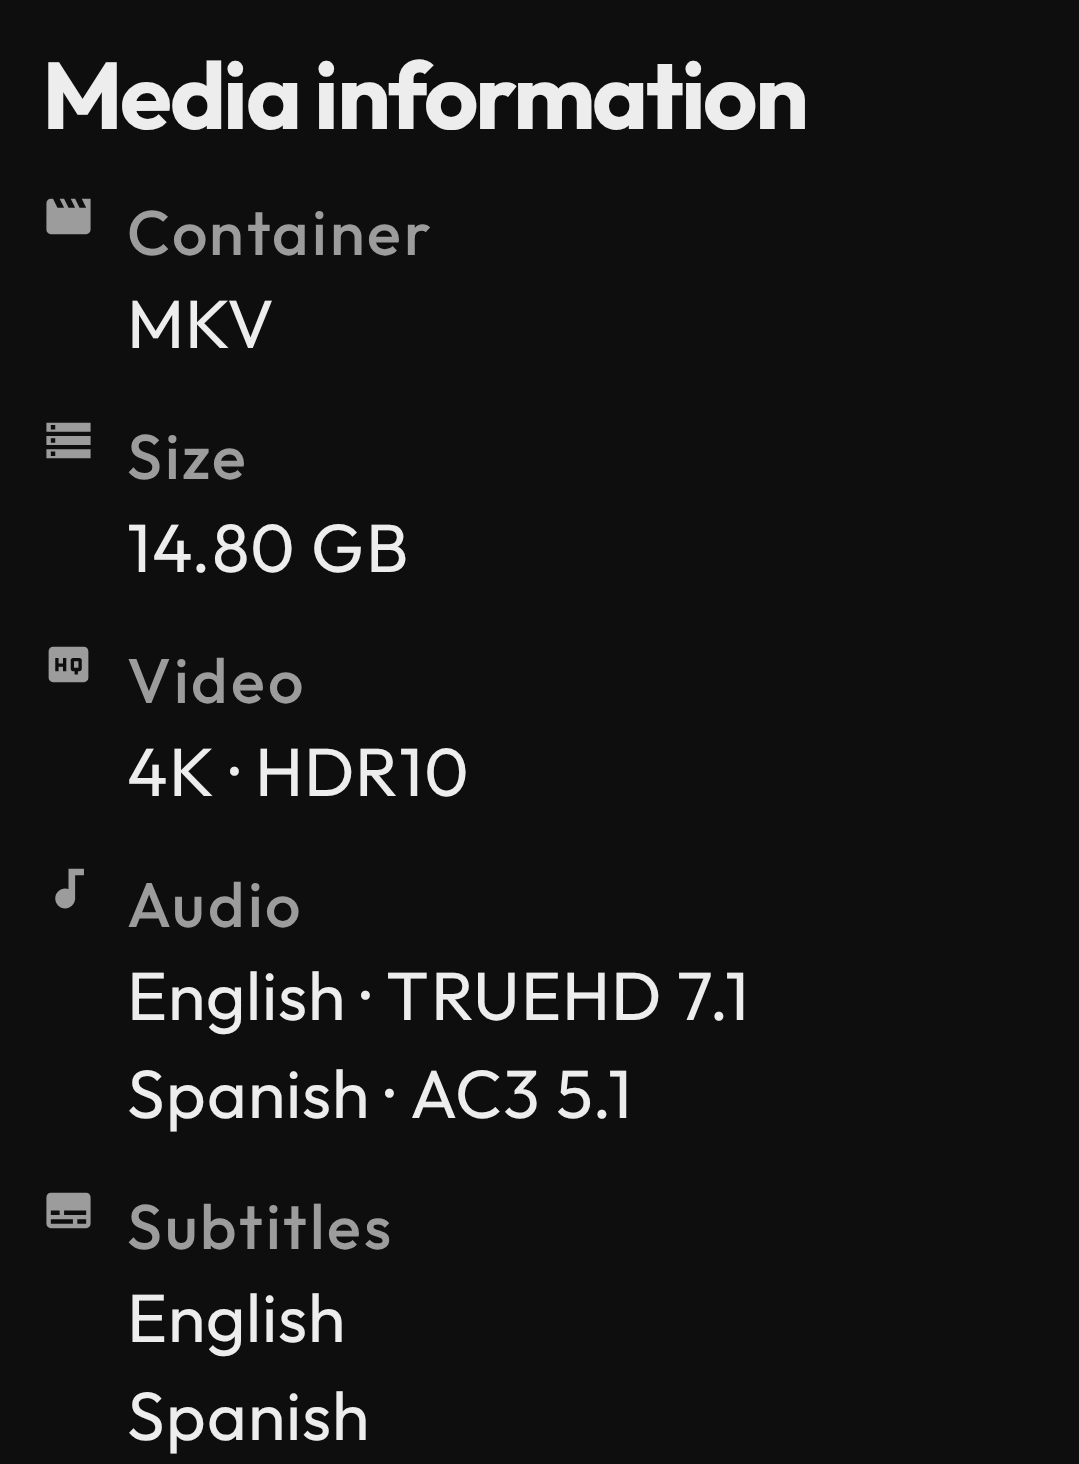 Media information
Container
MKV
Size
14.80 GB
HQ
Video
4K · HDR10
Audio
English · TRUEHD 7.1
Spanish · AC3 5.1
Subtitles
English
Spanish